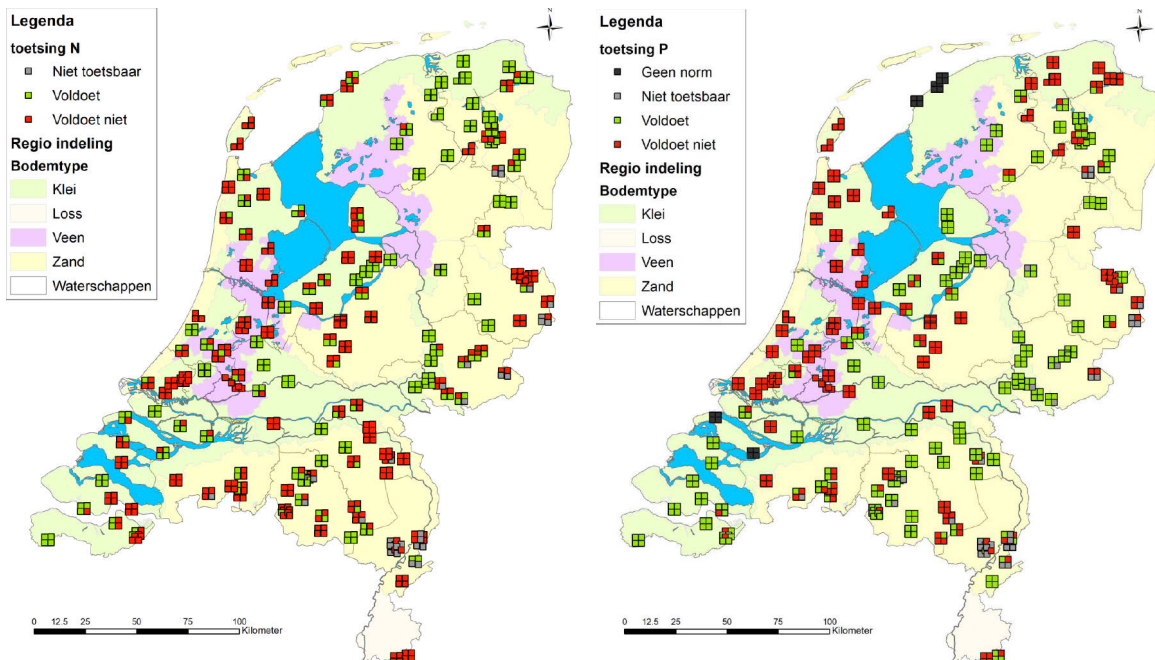 Legenda
toetsing N
Niet toetsbaar
Voldoet
Voldoet niet
Regio indeling
Bodemtype
Klei
Loss
Veen
Zand
Waterschappen
N
0 12.5 25 50 75 100
Kilometer
Legenda
toetsing P
Geen norm
Niet toetsbaar
Voldoet
Voldoet niet
Regio indeling
Bodemtype
Klei
Loss
Veen
Zand
Waterschappen
N
0 12.5 25 50 75 100
Kilometer